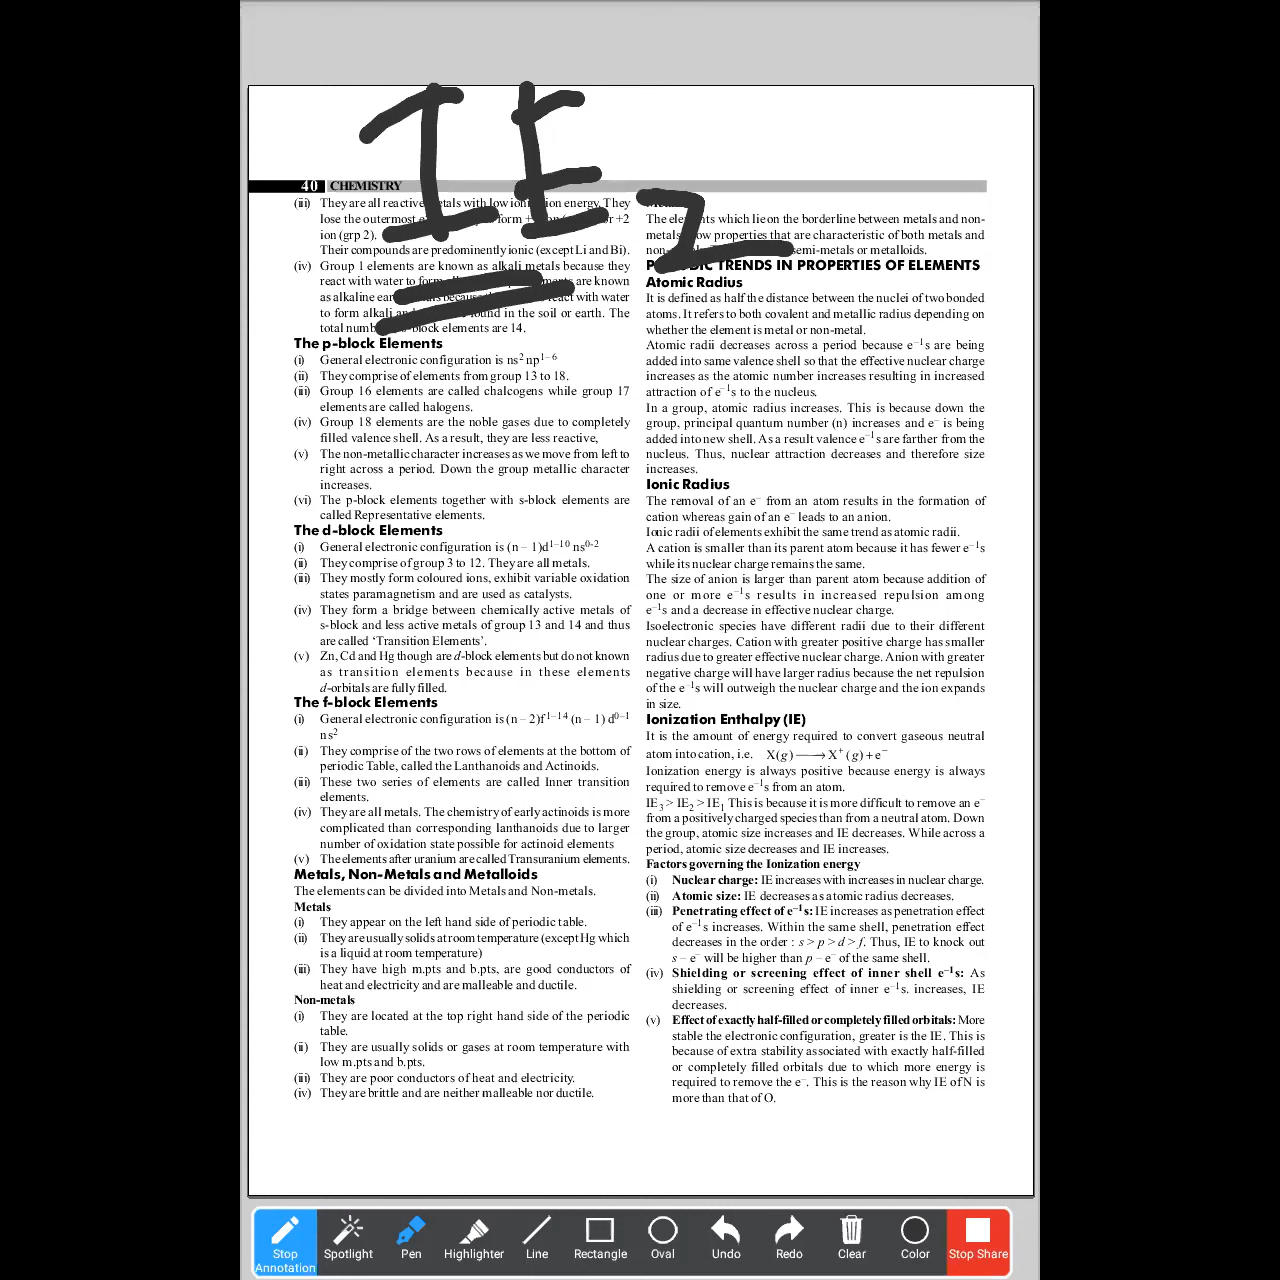 IE2
40 CHEMISTRY
(iii) They are all reactive metals with low ionization energy. They
lose the outermost form +2
ion (grp 2).
Their compounds are predominently ionic (except Li and Be).
(iv) Group 1 elements are known as alkali metals because they
react with water to form are known
as alkaline earth metals because react with water
to form alkali and found in the soil or earth. The
total number s-block elements are 14.
The p-block Elements
(i) General electronic configuration is ns² np¹⁻⁶
(ii) They comprise of elements from group 13 to 18.
(iii) Group 16 elements are called chalcogens while group 17
elements are called halogens.
(iv) Group 18 elements are the noble gases due to completely
filled valence shell. As a result, they are less reactive,
(v) The non-metallic character increases as we move from left to
right across a period. Down the group metallic character
increases.
(vi) The p-block elements together with s-block elements are
called Representative elements.
The d-block Elements
(i) General electronic configuration is (n – 1)d¹⁻¹⁰ ns⁰⁻²
(ii) They comprise of group 3 to 12. They are all metals.
(iii) They mostly form coloured ions, exhibit variable oxidation
states paramagnetism and are used as catalysts.
(iv) They form a bridge between chemically active metals of
s-block and less active metals of group 13 and 14 and thus
are called ‘Transition Elements’.
(v) Zn, Cd and Hg though are d-block elements but do not known
as transition elements because in these elements
d-orbitals are fully filled.
The f-block Elements
(i) General electronic configuration is (n – 2)f¹⁻¹⁴ (n – 1) d⁰⁻¹
ns²
(ii) They comprise of the two rows of elements at the bottom of
periodic Table, called the Lanthanoids and Actinoids.
(iii) These two series of elements are called Inner transition
elements.
(iv) They are all metals. The chemistry of early actinoids is more
complicated than corresponding lanthanoids due to larger
number of oxidation state possible for actinoid elements
(v) The elements after uranium are called Transuranium elements.
Metals, Non-Metals and Metalloids
The elements can be divided into Metals and Non-metals.
Metals
(i) They appear on the left hand side of periodic table.
(ii) They are usually solids at room temperature (except Hg which
is a liquid at room temperature)
(iii) They have high m.pts and b.pts, are good conductors of
heat and electricity and are malleable and ductile.
Non-metals
(i) They are located at the top right hand side of the periodic
table.
(ii) They are usually solids or gases at room temperature with
low m.pts and b.pts.
(iii) They are poor conductors of heat and electricity.
(iv) They are brittle and are neither malleable nor ductile.
The elements which lie on the borderline between metals and non-
metals show properties that are characteristic of both metals and
semi-metals or metalloids.
PERIODIC TRENDS IN PROPERTIES OF ELEMENTS
Atomic Radius
It is defined as half the distance between the nuclei of two bonded
atoms. It refers to both covalent and metallic radius depending on
whether the element is metal or non-metal.
Atomic radii decreases across a period because e⁻¹s are being
added into same valence shell so that the effective nuclear charge
increases as the atomic number increases resulting in increased
attraction of e⁻¹s to the nucleus.
In a group, atomic radius increases. This is because down the
group, principal quantum number (n) increases and e⁻ is being
added into new shell. As a result valence e⁻¹s are farther from the
nucleus. Thus, nuclear attraction decreases and therefore size
increases.
Ionic Radius
The removal of an e⁻ from an atom results in the formation of
cation whereas gain of an e⁻ leads to an anion.
Ionic radii of elements exhibit the same trend as atomic radii.
A cation is smaller than its parent atom because it has fewer e⁻¹s
while its nuclear charge remains the same.
The size of anion is larger than parent atom because addition of
one or more e⁻¹s results in increased repulsion among
e⁻¹s and a decrease in effective nuclear charge.
Isoelectronic species have different radii due to their different
nuclear charges. Cation with greater positive charge has smaller
radius due to greater effective nuclear charge. Anion with greater
negative charge will have larger radius because the net repulsion
of the e⁻¹s will outweigh the nuclear charge and the ion expands
in size.
Ionization Enthalpy (IE)
It is the amount of energy required to convert gaseous neutral
atom into cation, i.e. X(g) ⟶ X⁺(g) + e⁻
Ionization energy is always positive because energy is always
required to remove e⁻¹s from an atom.
IE₃ > IE₂ > IE₁ This is because it is more difficult to remove an e⁻
from a positively charged species than from a neutral atom. Down
the group, atomic size increases and IE decreases. While across a
period, atomic size decreases and IE increases.
Factors governing the Ionization energy
(i) Nuclear charge: IE increases with increases in nuclear charge.
(ii) Atomic size: IE decreases as atomic radius decreases.
(iii) Penetrating effect of e⁻¹s: IE increases as penetration effect
of e⁻¹s increases. Within the same shell, penetration effect
decreases in the order : s > p > d > f. Thus, IE to knock out
s – e⁻ will be higher than p – e⁻ of the same shell.
(iv) Shielding or screening effect of inner shell e⁻¹s: As
shielding or screening effect of inner e⁻¹s. increases, IE
decreases.
(v) Effect of exactly half-filled or completely filled orbitals: More
stable the electronic configuration, greater is the IE. This is
because of extra stability associated with exactly half-filled
or completely filled orbitals due to which more energy is
required to remove the e⁻. This is the reason why IE of N is
more than that of O.
Stop Annotation Spotlight Pen Highlighter Line Rectangle Oval Undo Redo Clear Color Stop Share